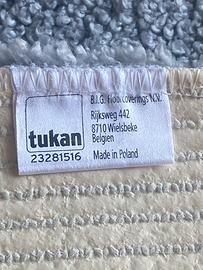 B.I.G. Floorcoverings N.V.
Rijksweg 442
8710 Wielsbeke
Belgien
tukan
23281516
Made in Poland